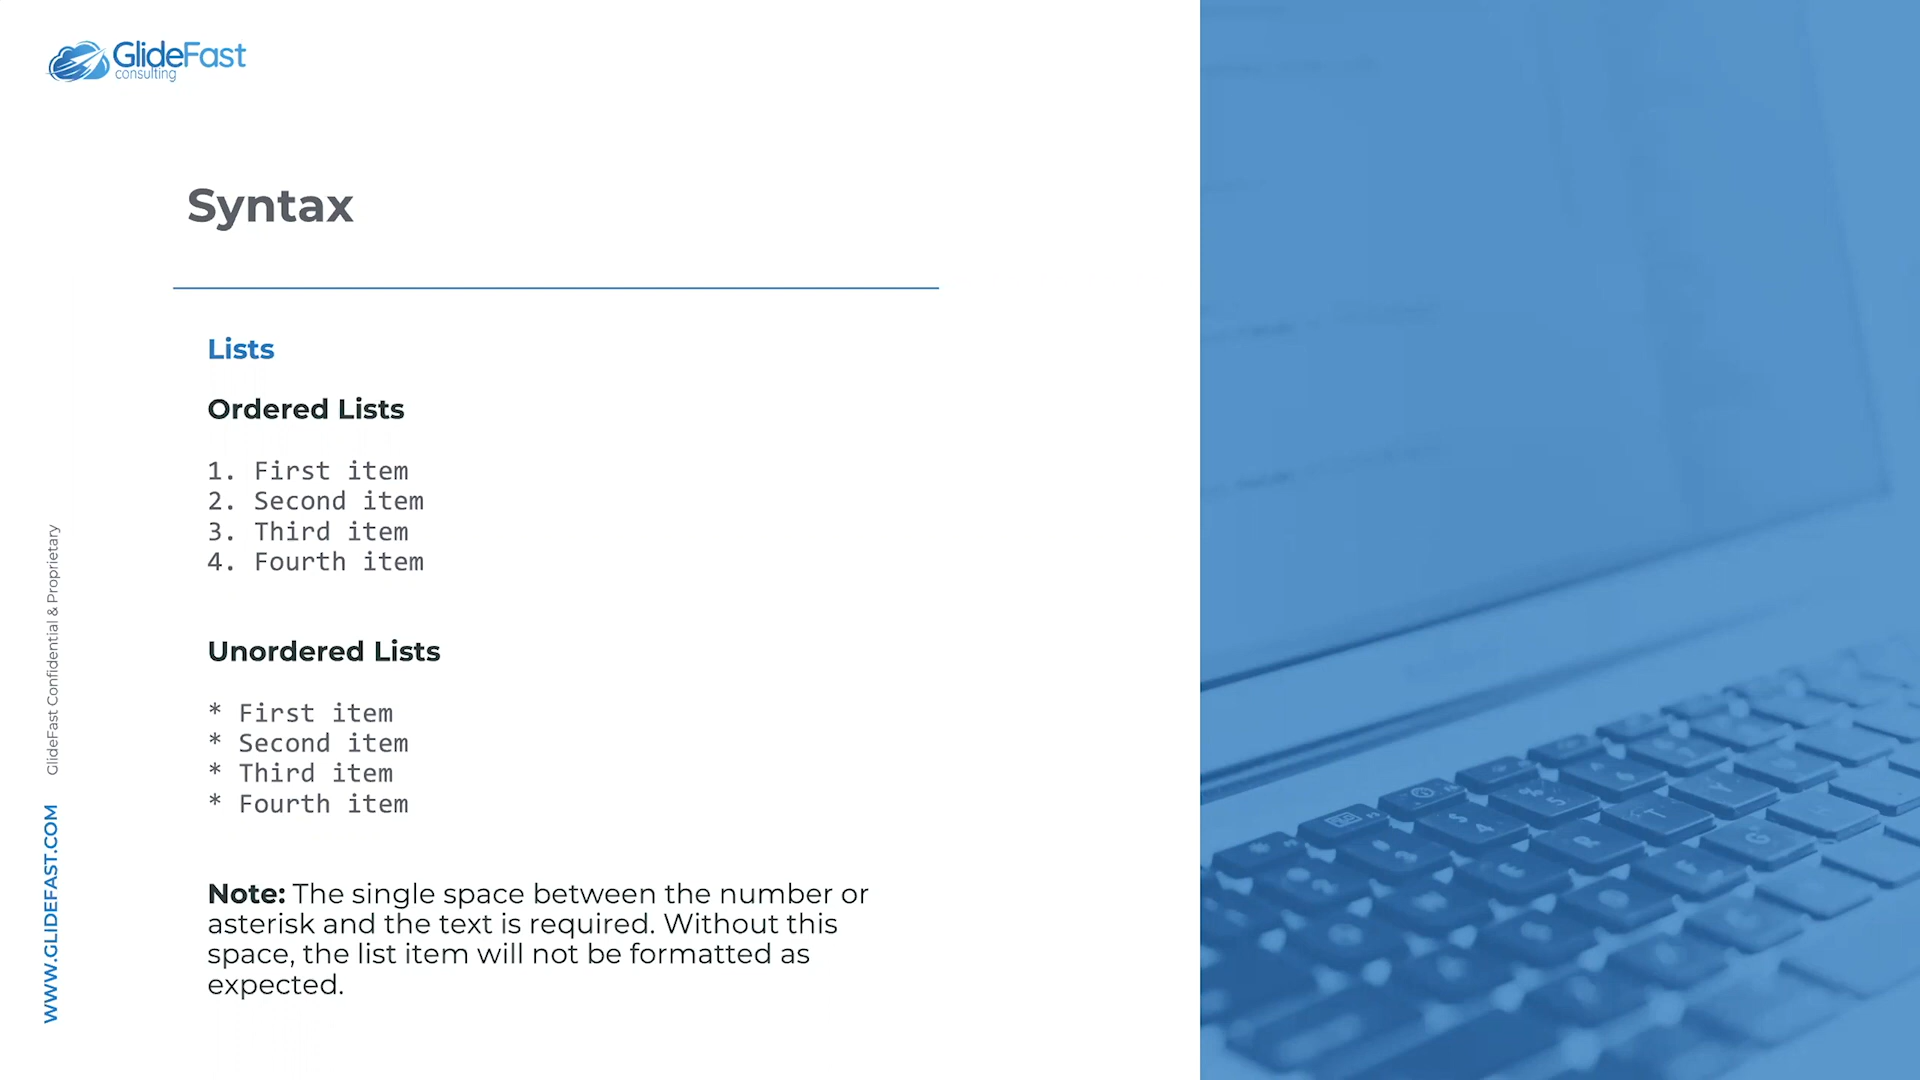 GlideFast
consulting
Syntax
Lists
Ordered Lists
1. First item
2. Second item
3. Third item
4. Fourth item
Unordered Lists
* First item
* Second item
* Third item
* Fourth item
Note: The single space between the number or
asterisk and the text is required. Without this
space, the list item will not be formatted as
expected.
WWW.GLIDEFAST.COM
GlideFast Confidential & Proprietary